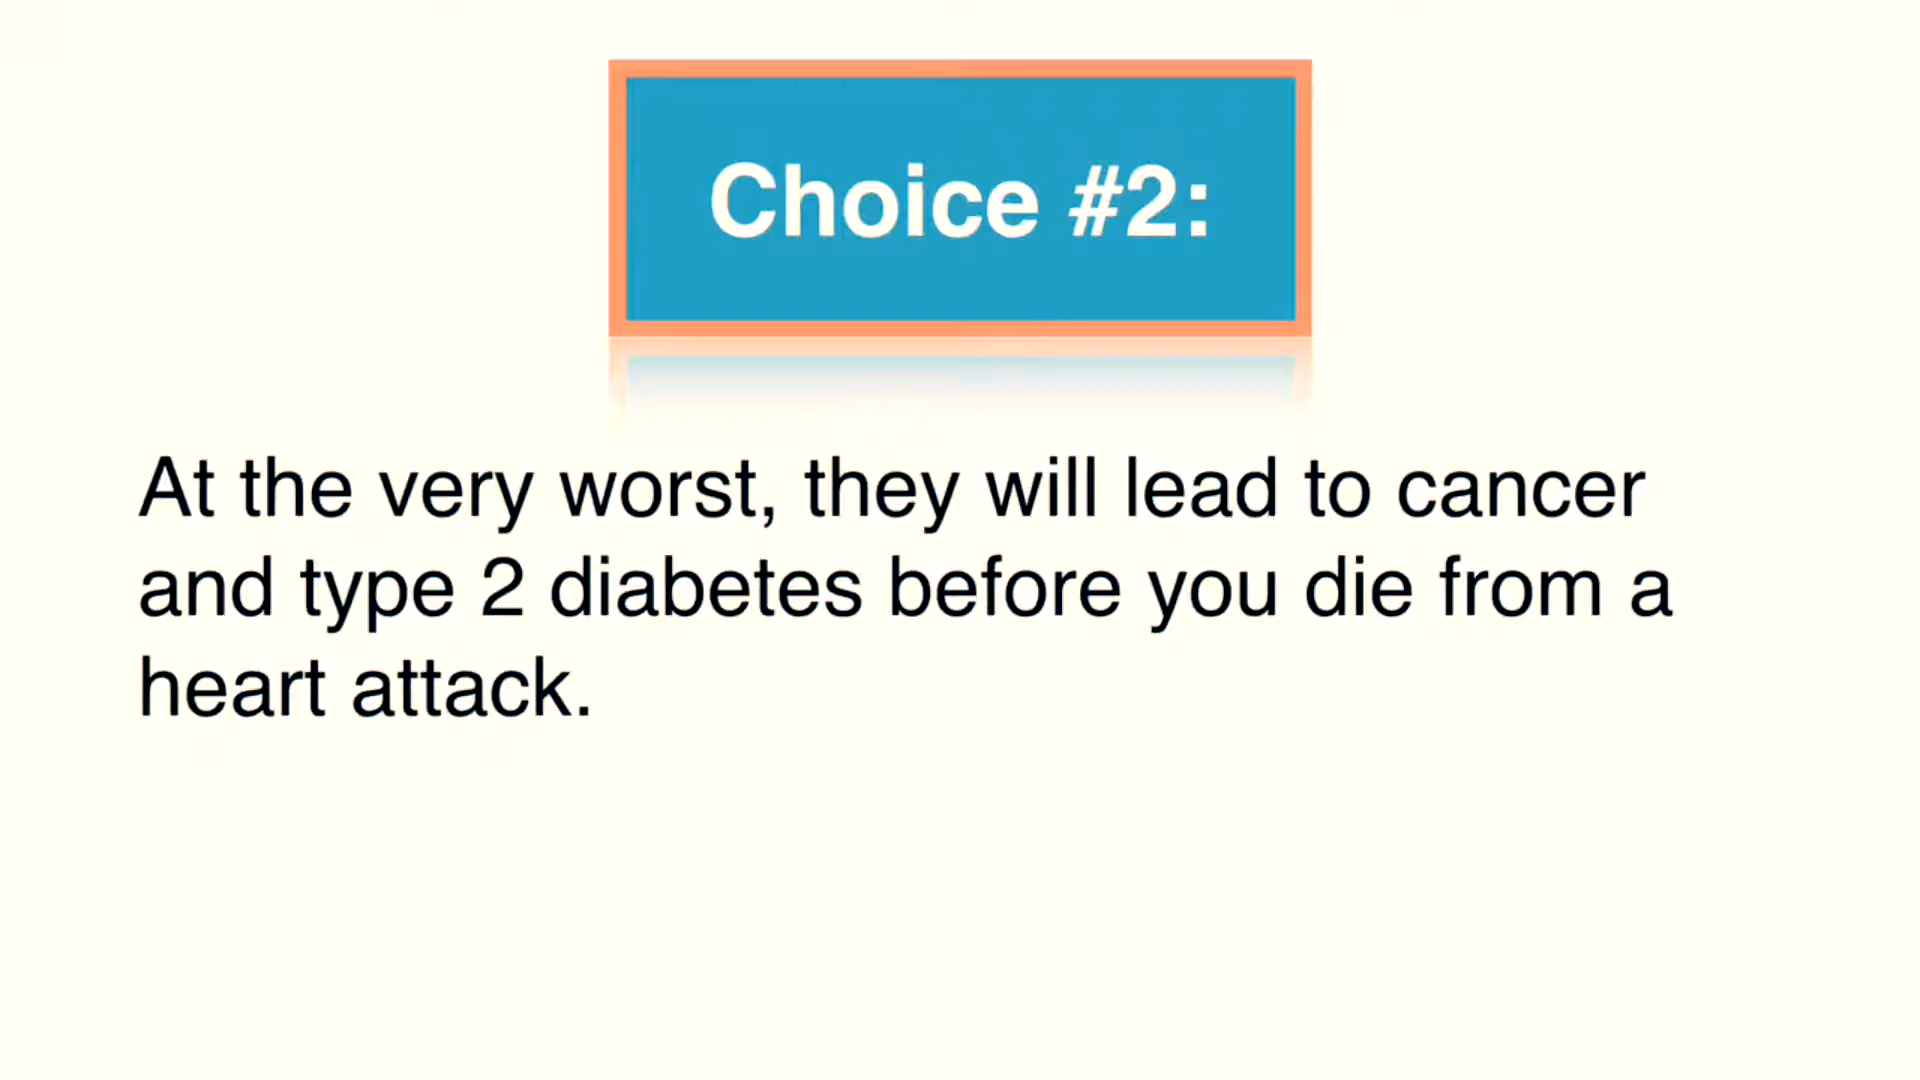 Choice #2:
At the very worst, they will lead to cancer
and type 2 diabetes before you die from a
heart attack.